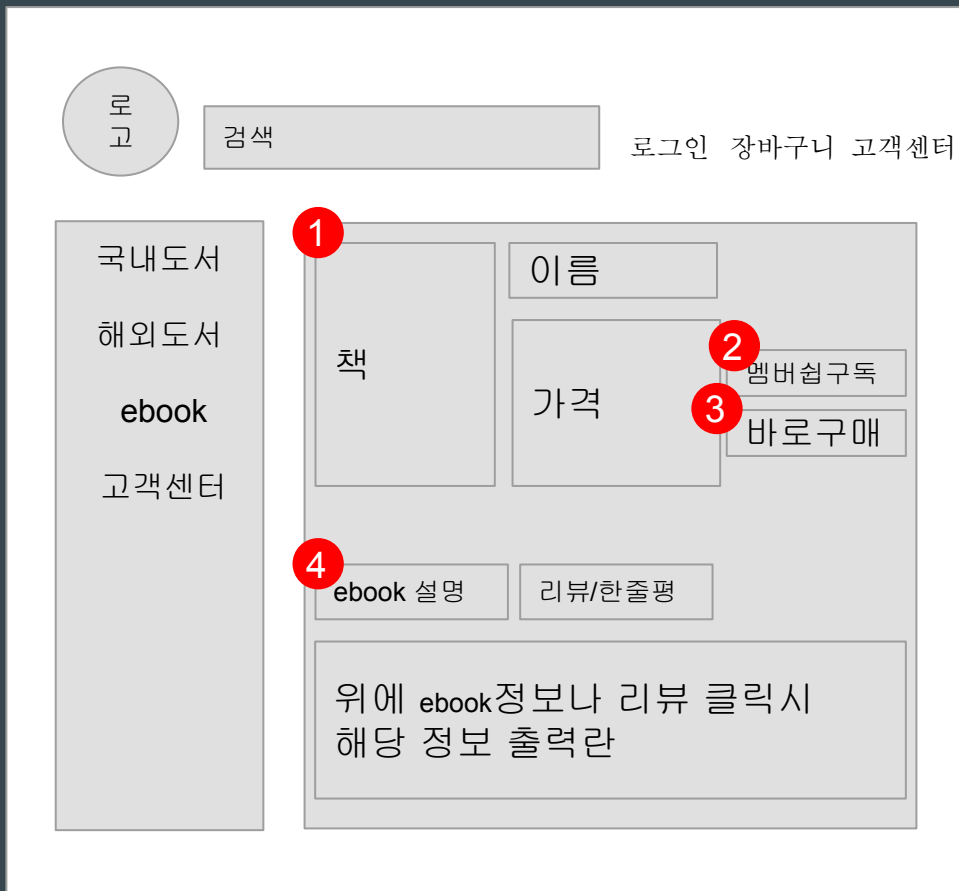 로
고
검색
로그인 장바구니 고객센터
국내도서
해외도서
ebook
고객센터
1
책
이름
가격
2
멤버쉽구독
3
바로구매
4
ebook 설명
리뷰/한줄평
위에 ebook정보나 리뷰 클릭시
해당 정보 출력란